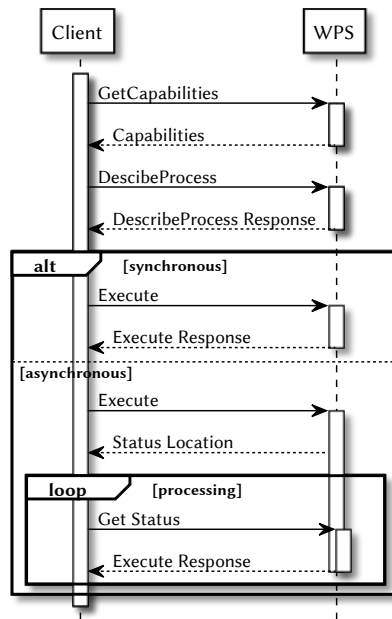 Client
WPS
GetCapabilities
Capabilities
DescibeProcess
DescribeProcess Response
alt [synchronous]
Execute
Execute Response
[asynchronous]
Execute
Status Location
loop [processing]
Get Status
Execute Response